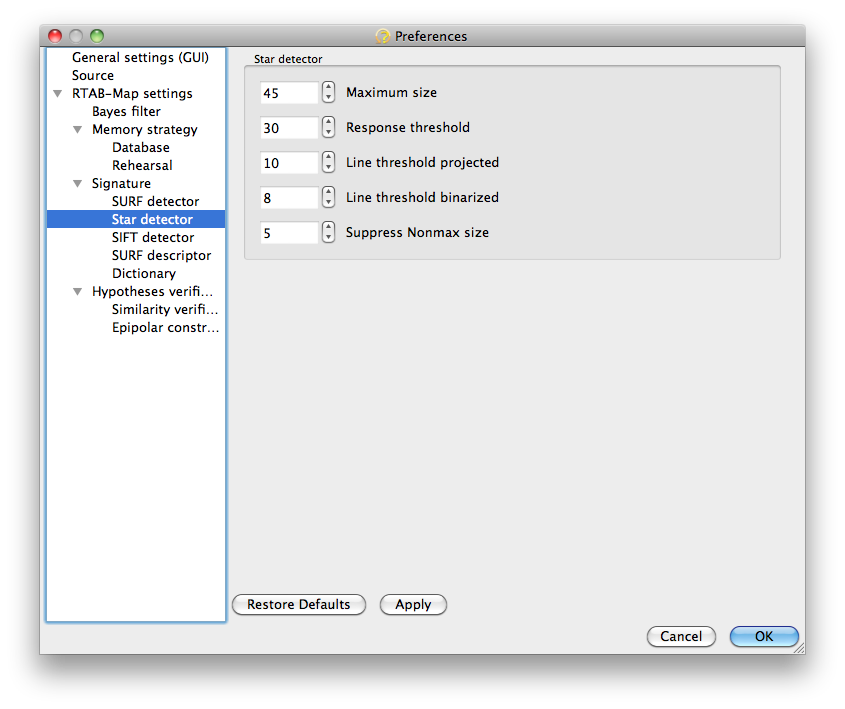 Preferences
General settings (GUI)
Source
RTAB-Map settings
Bayes filter
Memory strategy
Database
Rehearsal
Signature
SURF detector
Star detector
SIFT detector
SURF descriptor
Dictionary
Hypotheses verifi...
Similarity verifi...
Epipolar constr...
Star detector
45 Maximum size
30 Response threshold
10 Line threshold projected
8 Line threshold binarized
5 Suppress Nonmax size
Restore Defaults Apply
Cancel OK